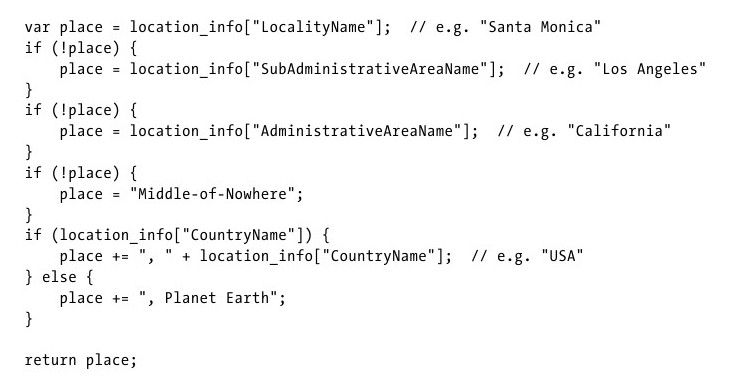 var place = location_info["LocalityName"];  // e.g. "Santa Monica"
if (!place) {
    place = location_info["SubAdministrativeAreaName"];  // e.g. "Los Angeles"
}
if (!place) {
    place = location_info["AdministrativeAreaName"];  // e.g. "California"
}
if (!place) {
    place = "Middle-of-Nowhere";
}
if (location_info["CountryName"]) {
    place += ", " + location_info["CountryName"];  // e.g. "USA"
} else {
    place += ", Planet Earth";
}

return place;